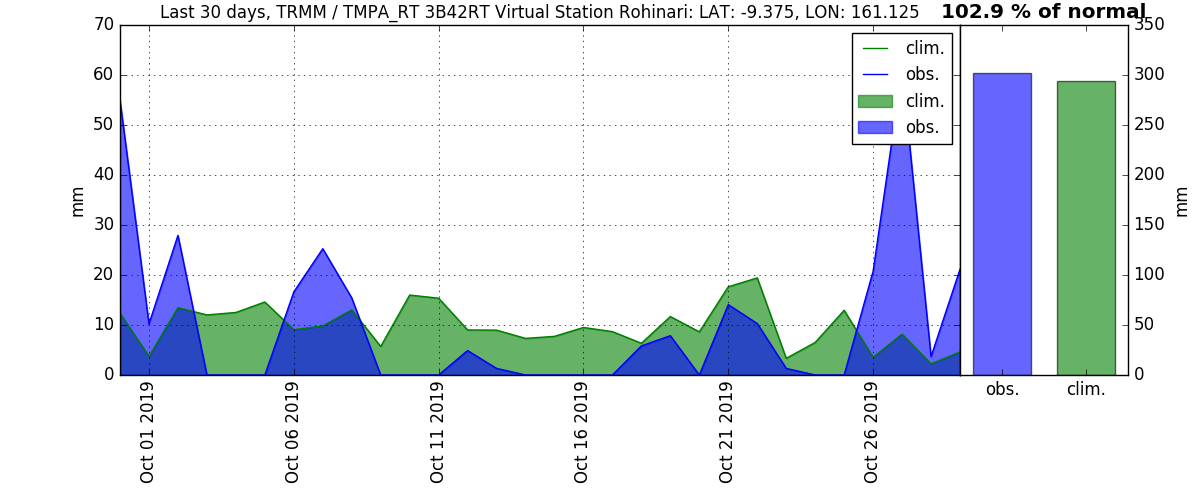 Last 30 days, TRMM / TMPA_RT 3B42RT Virtual Station Rohinari: LAT: -9.375, LON: 161.125
102.9 % of normal
70
60
50
40
30
20
10
0
mm
clim.
obs.
clim.
obs.
350
300
250
200
150
100
50
0
mm
Oct 01 2019
Oct 06 2019
Oct 11 2019
Oct 16 2019
Oct 21 2019
Oct 26 2019
obs.
clim.